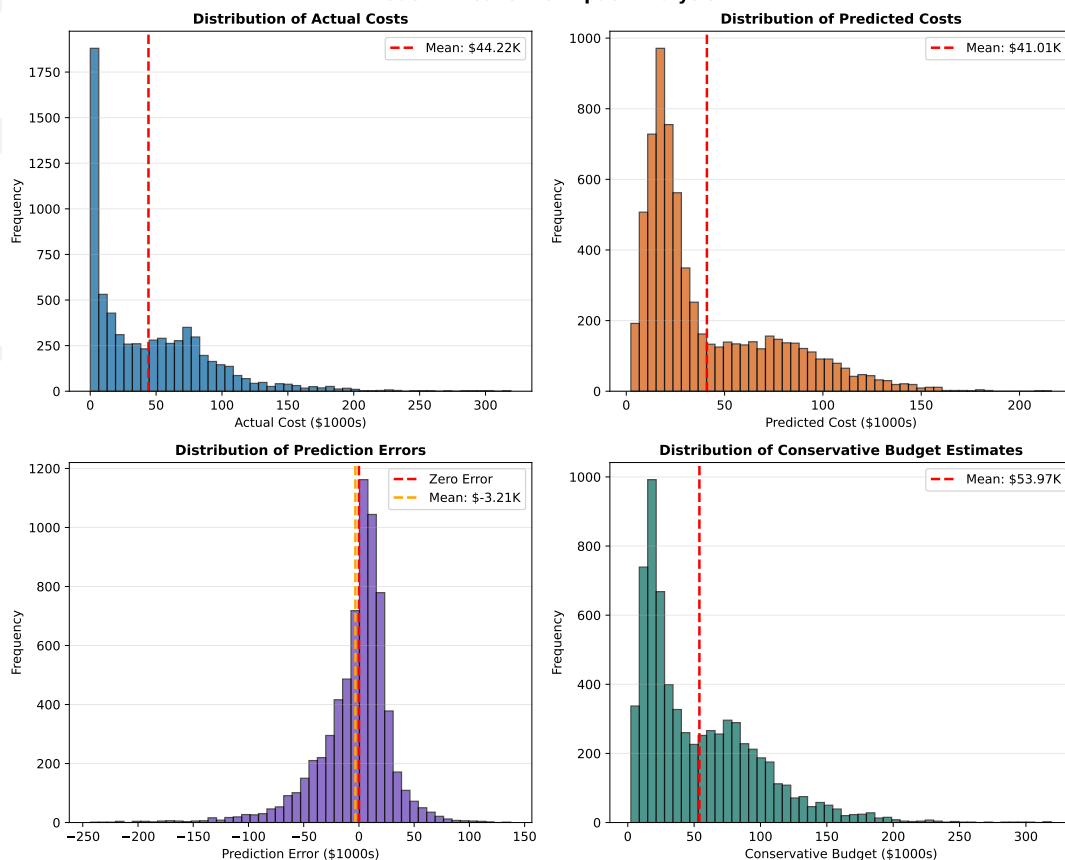 Distribution of Actual Costs
Mean: $44.22K
1750
1500
1250
1000
750
500
250
0
Frequency
0 50 100 150 200 250 300
Actual Cost ($1000s)
Distribution of Predicted Costs
Mean: $41.01K
1000
800
600
400
200
0
Frequency
0 50 100 150 200
Predicted Cost ($1000s)
Distribution of Prediction Errors
Zero Error
Mean: $-3.21K
1200
1000
800
600
400
200
0
Frequency
−250 −200 −150 −100 −50 0 50 100 150
Prediction Error ($1000s)
Distribution of Conservative Budget Estimates
Mean: $53.97K
1000
800
600
400
200
0
Frequency
0 50 100 150 200 250 300
Conservative Budget ($1000s)